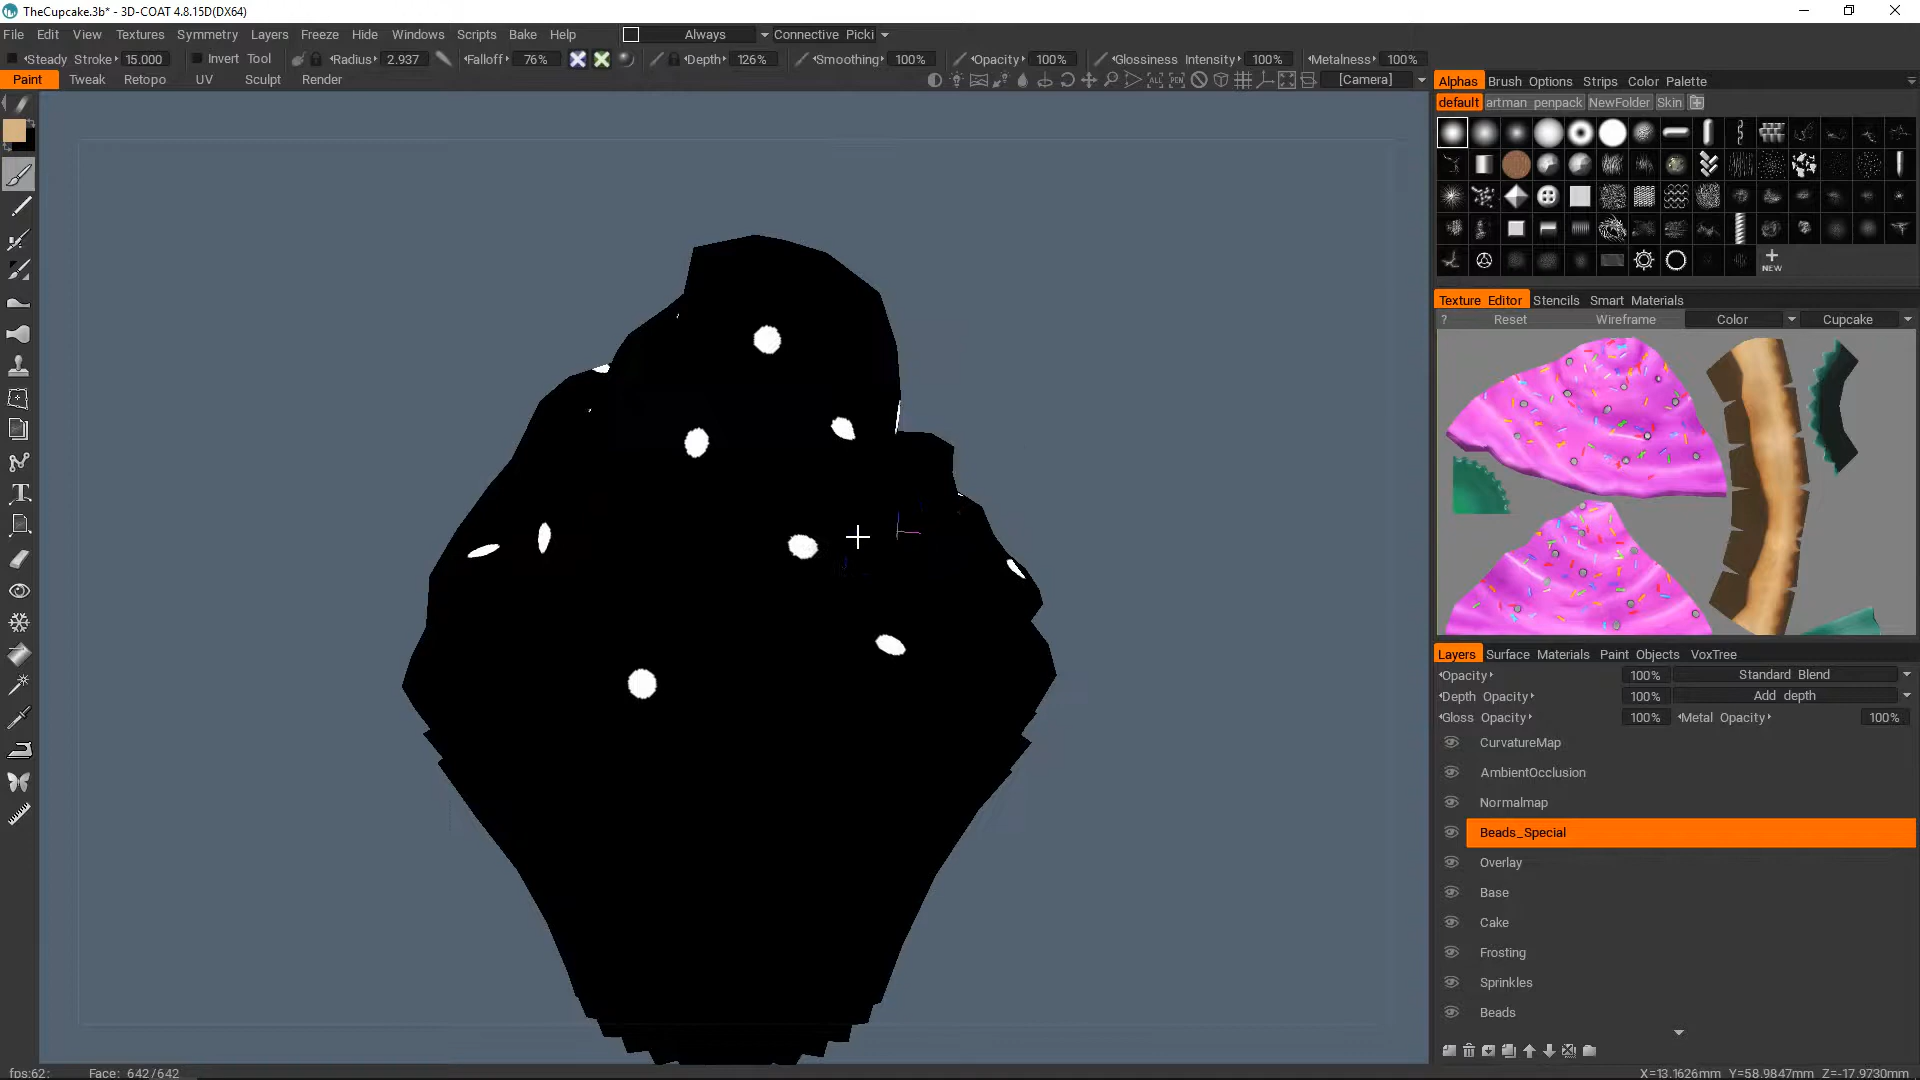 TheCupcake.3b* - 3D-COAT 4.8.15D(DX64)
File Edit View Textures Symmetry Layers Freeze Hide Windows Scripts Bake Help Always Connective Picki
Steady Stroke 15.000 Invert Tool Radius 2.937 Falloff 76% Depth 126% Smoothing 100% Opacity 100% Glossiness Intensity 100% Metalness 100%
Paint Tweak Retopo UV Sculpt Render [Camera]
Alphas Brush Options Strips Color Palette
default artman penpack NewFolder Skin
NEW
Texture Editor Stencils Smart Materials
? Reset Wireframe Color Cupcake
Layers Surface Materials Paint Objects VoxTree
Opacity 100% Standard Blend
Depth Opacity 100% Add depth
Gloss Opacity 100% Metal Opacity 100%
CurvatureMap
AmbientOcclusion
Normalmap
Beads_Special
Overlay
Base
Cake
Frosting
Sprinkles
Beads
fps:62; Face: 642/642 X=13.1626mm Y=58.9847mm Z=-17.9730mm